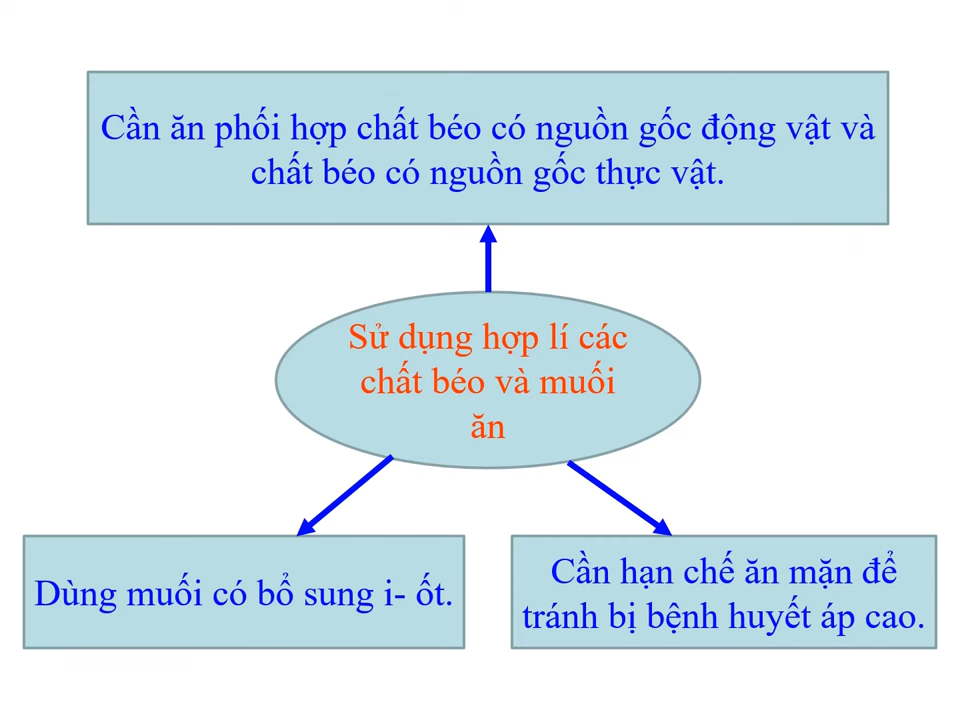 Cần ăn phối hợp chất béo có nguồn gốc động vật và
chất béo có nguồn gốc thực vật.
Sử dụng hợp lí các
chất béo và muối
ăn
Dùng muối có bổ sung i- ốt.
Cần hạn chế ăn mặn để
tránh bị bệnh huyết áp cao.